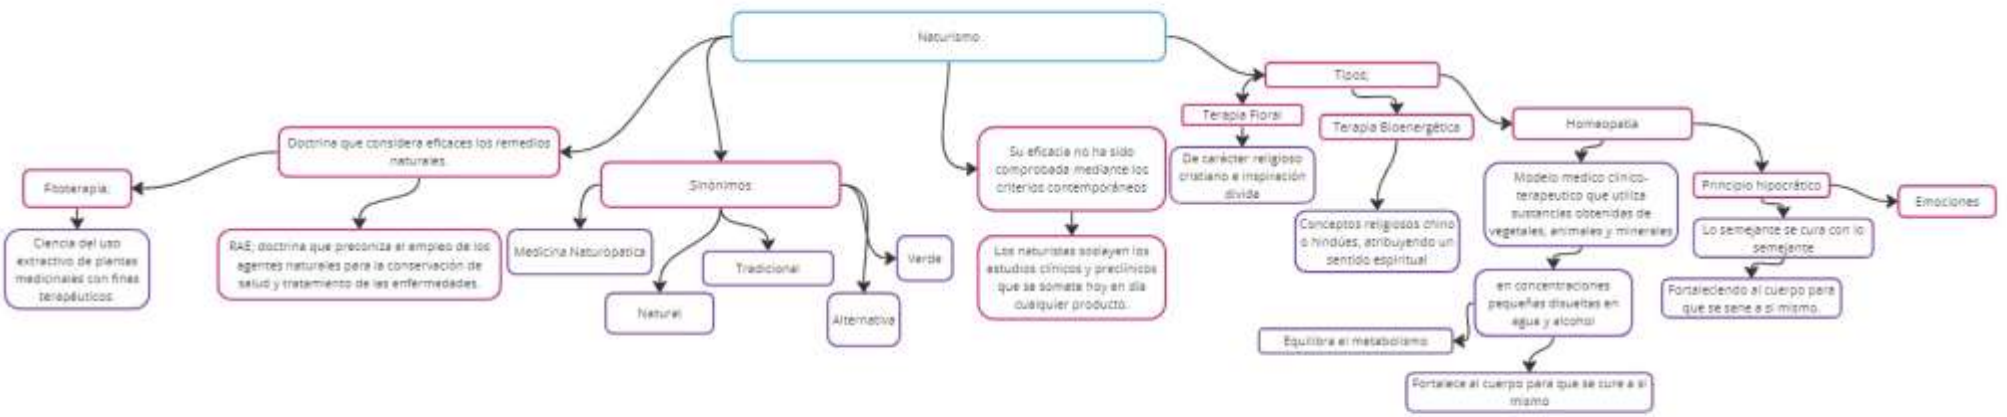 Naturismo
Tipos;
Terapia Floral
Terapia Bioenergética
Homeopatía
Doctrina que considera eficaces los remedios
naturales.
Su eficacia no ha sido
comprobada mediante los
criterios contemporáneos
De carácter religioso
cristiano e inspiración
divida
Modelo medico clínico-
terapeutico que utiliza
sustancias obtenidas de
vegetales, animales y minerales
Principio hipocrático
Emociones
Fitoterapia;
Sinónimos
Ciencia del uso
extractivo de plantas
medicinales con fines
terapéuticos
RAE; doctrina que preconiza el empleo de los
agentes naturales para la conservación de
salud y tratamiento de las enfermedades.
Medicina Naturopatica
Tradicional
Verde
Natural
Alternativa
Los naturistas soslayen los
estudios clínicos y preclínicos
que se somete hoy en día
cualquier producto.
Conceptos religiosos chino
o hindúes, atribuyendo un
sentido espiritual
Lo semejante se cura con lo
semejante
en concentraciones
pequeñas disueltas en
agua y alcohol
Fortaleciendo al cuerpo para
que se sene a si mismo.
Equilibra el metabolismo
Fortalece al cuerpo para que se cure a si
mismo